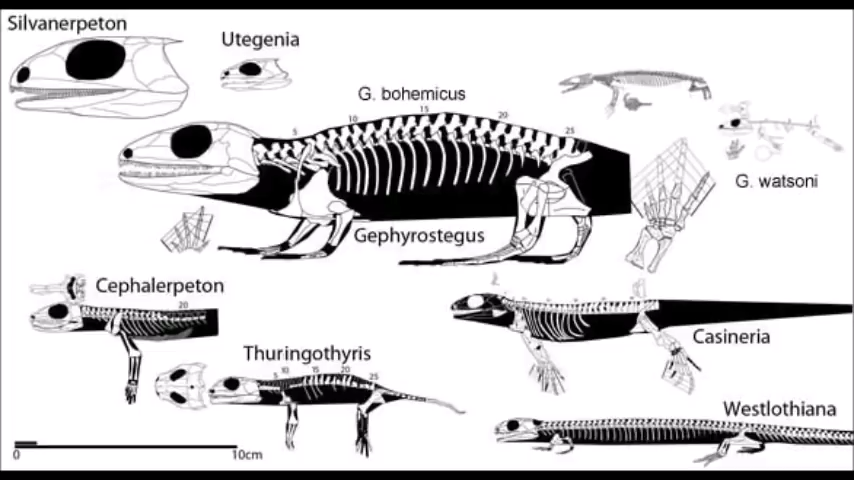 Silvanerpeton
Utegenia
G. bohemicus
5
10
15
20
25
G. watsoni
Gephyrostegus
Cephalerpeton
20
Casineria
Thuringothyris
5
10
15
20
25
Westlothiana
0
10cm